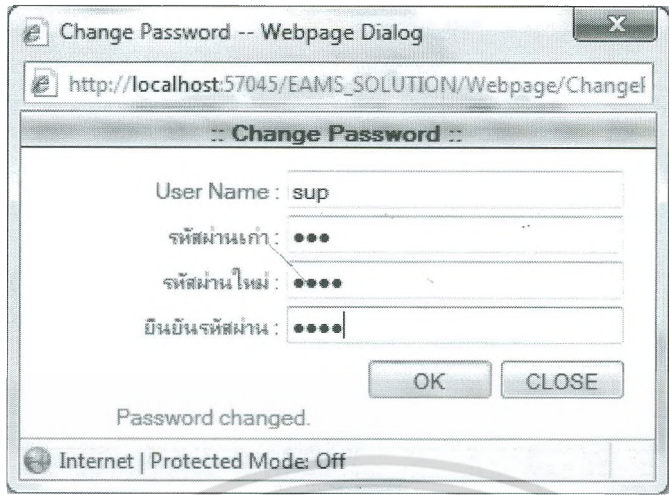 Change Password -- Webpage Dialog
http://localhost:57045/EAMS_SOLUTION/Webpage/Change
:: Change Password ::
User Name : sup
รหัสผ่านเก่า : ●●●
รหัสผ่านใหม่ : ●●●●
ยืนยันรหัสผ่าน : ●●●●
OK CLOSE
Password changed.
Internet | Protected Mode: Off